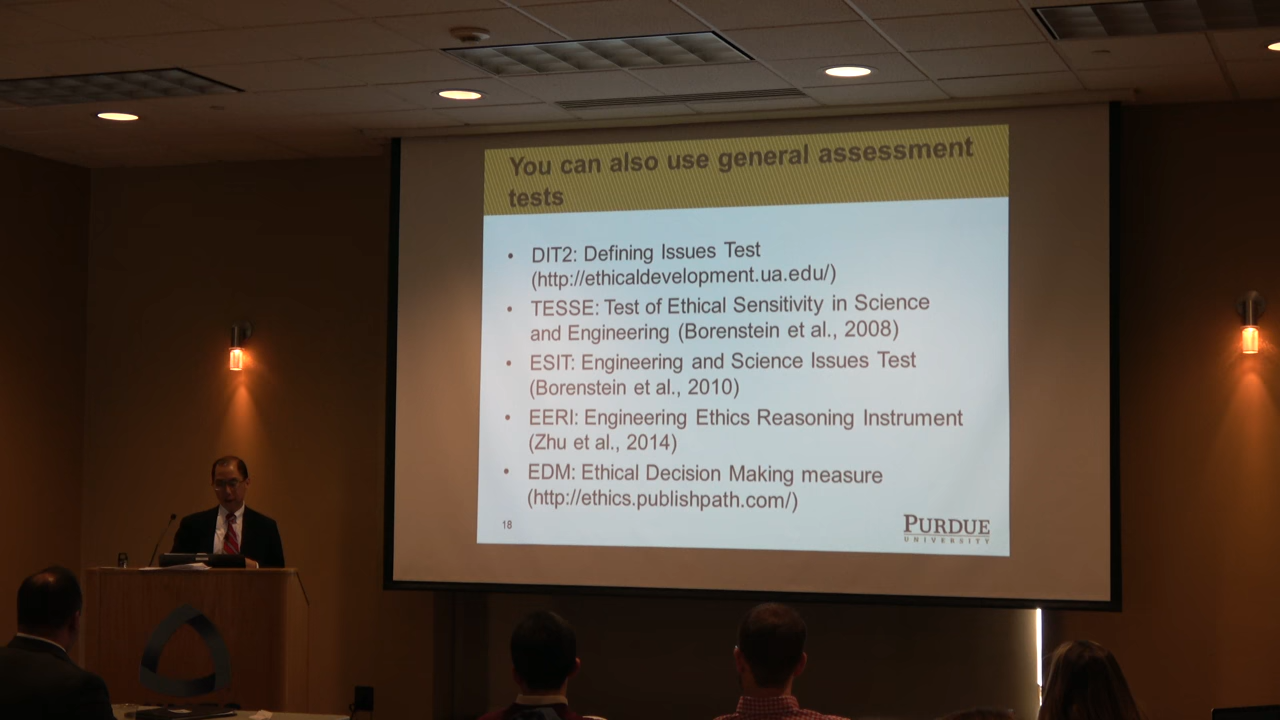 You can also use general assessment
tests
• DIT2: Defining Issues Test
(http://ethicaldevelopment.ua.edu/)
• TESSE: Test of Ethical Sensitivity in Science
and Engineering (Borenstein et al., 2008)
• ESIT: Engineering and Science Issues Test
(Borenstein et al., 2010)
• EERI: Engineering Ethics Reasoning Instrument
(Zhu et al., 2014)
• EDM: Ethical Decision Making measure
(http://ethics.publishpath.com/)
18
PURDUE
UNIVERSITY